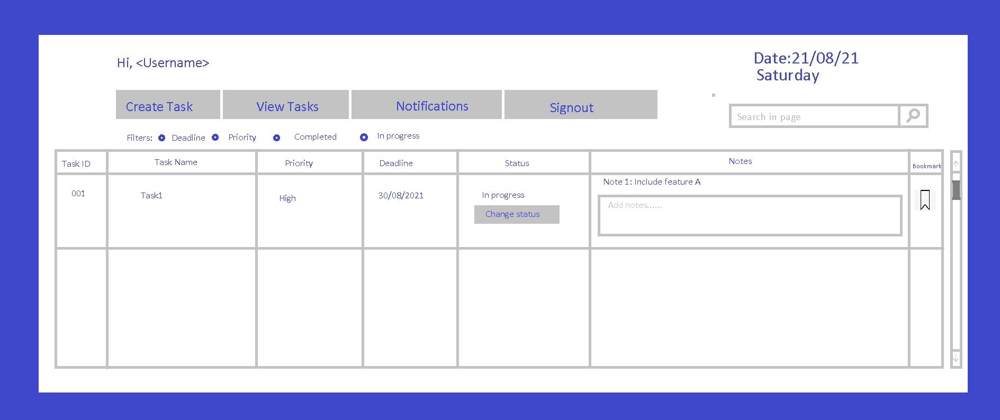 Hi, <Username>
Date:21/08/21
Saturday
Create Task
View Tasks
Notifications
Signout
Search in page
Filters: Deadline Priority Completed In progress
Task ID Task Name Priority Deadline Status Notes Bookmark
001 Task1 High 30/08/2021 In progress
Change status
Note 1: Include feature A
Add notes......